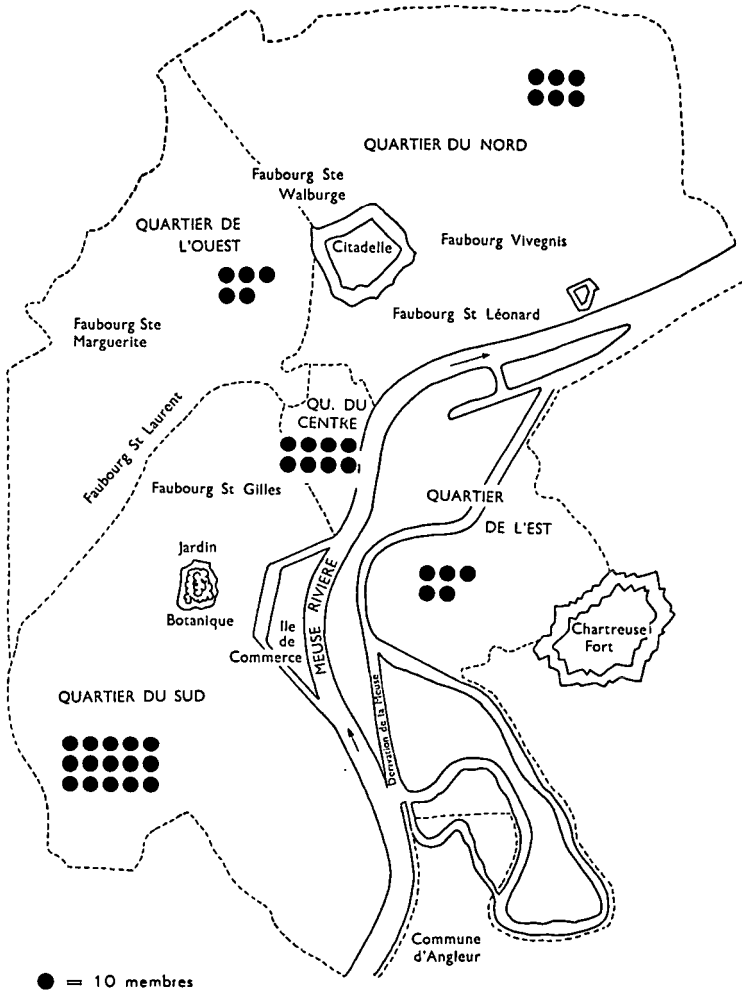 QUARTIER DU NORD
Faubourg Ste
Walburge
QUARTIER DE
L'OUEST
Citadelle
Faubourg Vivegnis
Faubourg St Léonard
Faubourg Ste
Marguerite
Faubourg St Laurent
QU. DU
CENTRE
Faubourg St Gilles
QUARTIER
DE L'EST
Jardin
Botanique
Ile
de
Commerce
MEUSE RIVIERE
Chartreuse
Fort
QUARTIER DU SUD
Derivation de la Meuse
Commune
d'Angleur
= 10 membres